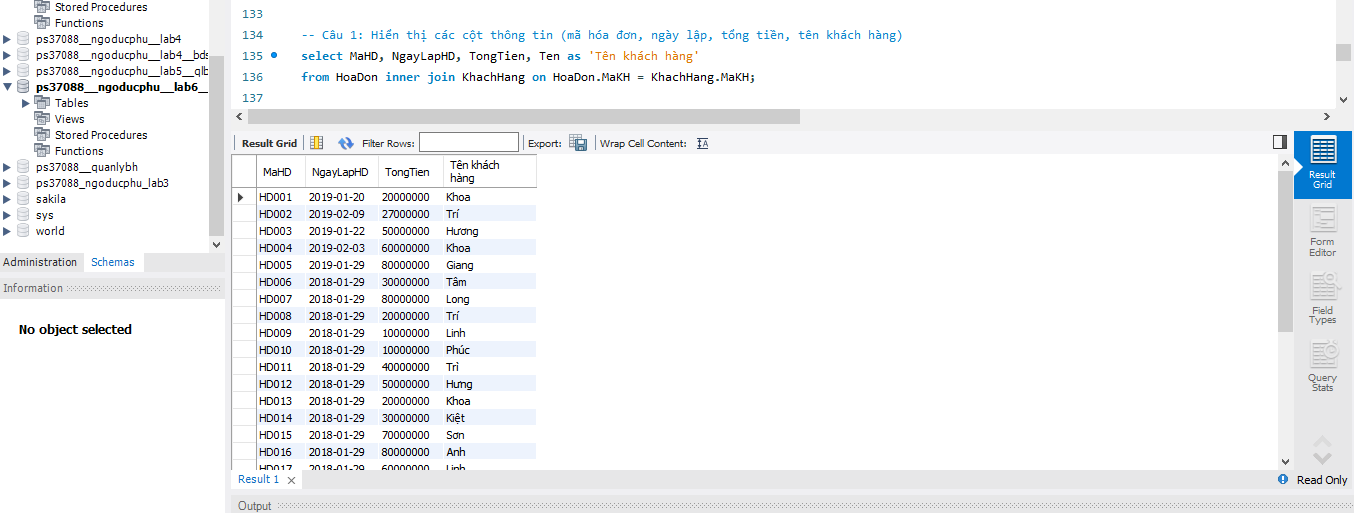 Stored Procedures
Functions
ps37088__ngoducphu__lab4
ps37088__ngoducphu__lab4__bds
ps37088__ngoducphu__lab5__qlb
ps37088__ngoducphu__lab6__
Tables
Views
Stored Procedures
Functions
ps37088__quanlybh
ps37088_ngoducphu_lab3
sakila
sys
world
Administration Schemas
Information
No object selected
133
134 -- Câu 1: Hiển thị các cột thông tin (mã hóa đơn, ngày lập, tổng tiền, tên khách hàng)
135 select MaHD, NgayLapHD, TongTien, Ten as 'Tên khách hàng'
136 from HoaDon inner join KhachHang on HoaDon.MaKH = KhachHang.MaKH;
137
Result Grid Filter Rows: Export: Wrap Cell Content:
MaHD NgayLapHD TongTien Tên khách
hàng
HD001 2019-01-20 20000000 Khoa
HD002 2019-02-09 27000000 Trí
HD003 2019-01-22 50000000 Hương
HD004 2019-02-03 60000000 Khoa
HD005 2019-01-29 80000000 Giang
HD006 2018-01-29 30000000 Tâm
HD007 2018-01-29 80000000 Long
HD008 2018-01-29 20000000 Trí
HD009 2018-01-29 10000000 Linh
HD010 2018-01-29 10000000 Phúc
HD011 2018-01-29 40000000 Trì
HD012 2018-01-29 50000000 Hưng
HD013 2018-01-29 20000000 Khoa
HD014 2018-01-29 30000000 Kiệt
HD015 2018-01-29 70000000 Sơn
HD016 2018-01-29 80000000 Anh
HD017 2018-01-29 60000000 Linh
Result 1
Output
Result
Grid
Form
Editor
Field
Types
Query
Stats
Read Only